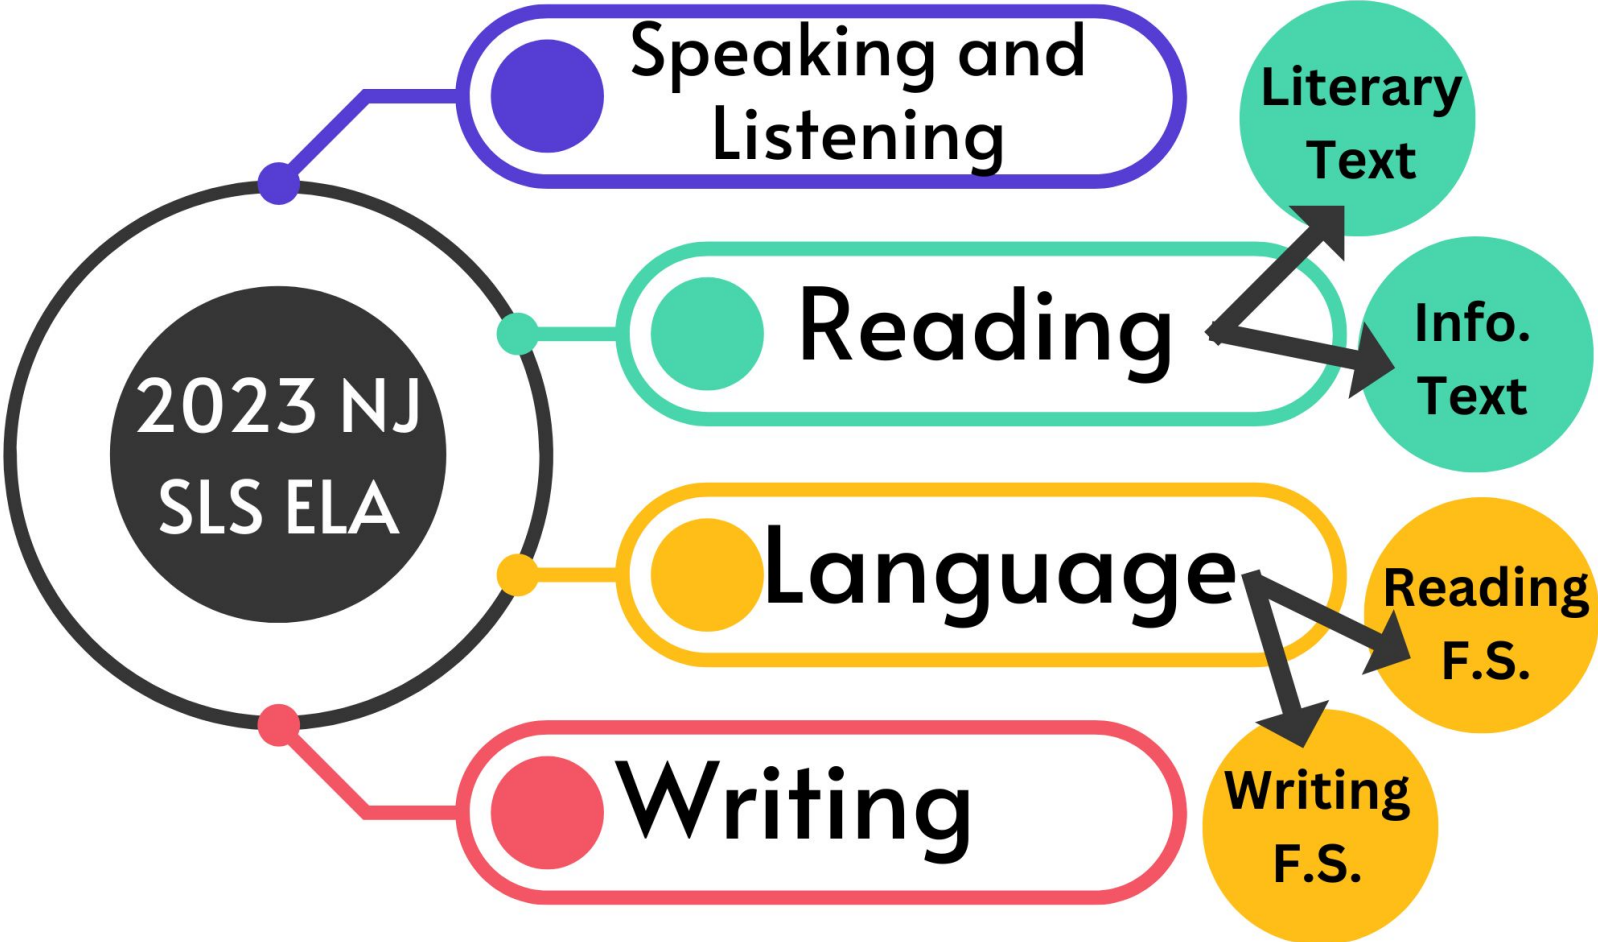 Speaking and
Listening
Literary
Text
Reading
Info.
Text
2023 NJ
SLS ELA
Language
Reading
F.S.
Writing
Writing
F.S.